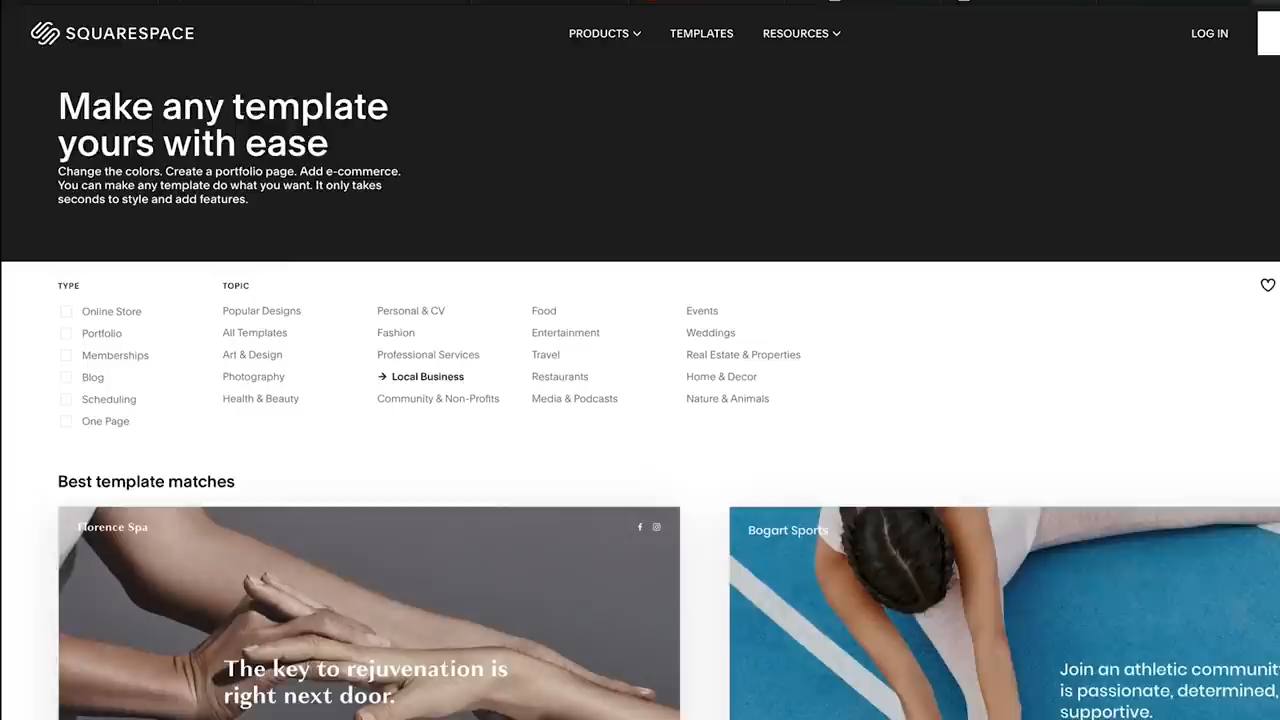 SQUARESPACE
PRODUCTS
TEMPLATES
RESOURCES
LOG IN
Make any template
yours with ease
Change the colors. Create a portfolio page. Add e-commerce.
You can make any template do what you want. It only takes
seconds to style and add features.
TYPE
Online Store
Portfolio
Memberships
Blog
Scheduling
One Page
TOPIC
Popular Designs
All Templates
Art & Design
Photography
Health & Beauty
Personal & CV
Fashion
Professional Services
→ Local Business
Community & Non-Profits
Food
Entertainment
Travel
Restaurants
Media & Podcasts
Events
Weddings
Real Estate & Properties
Home & Decor
Nature & Animals
Best template matches
Florence Spa
The key to rejuvenation is
right next door.
Bogart Sports
Join an athletic communit
is passionate, determined,
supportive.